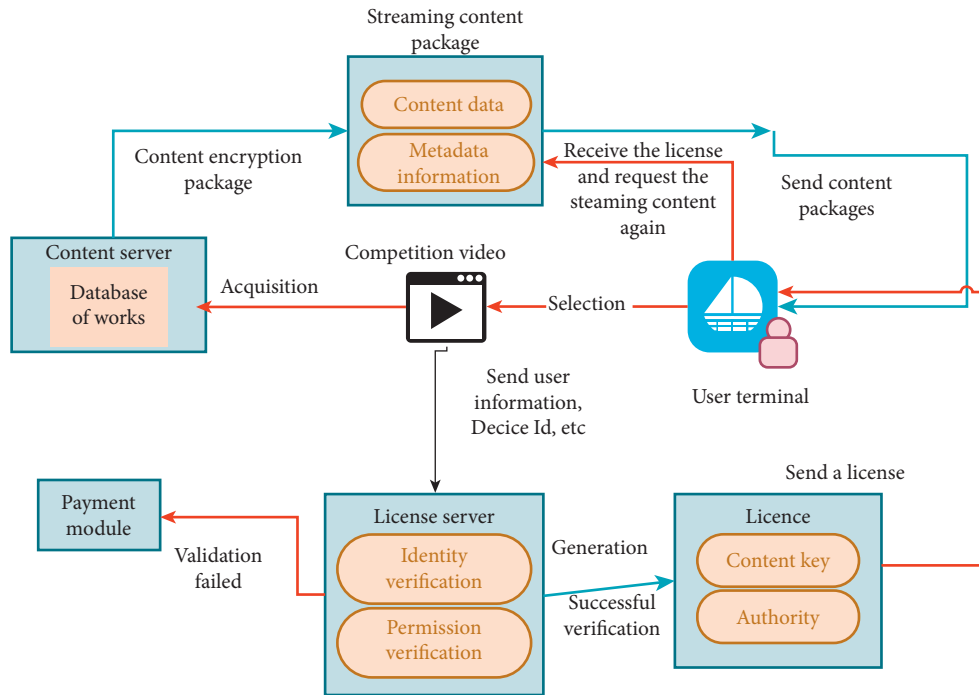 Streaming content
package
Content data
Metadata
information
Content encryption
package
Receive the license
and request the
steaming content
again
Send content
packages
Content server
Database
of works
Acquisition
Competition video
Selection
User terminal
Send user
information,
Decice Id, etc
Send a license
Payment
module
Validation
failed
License server
Identity
verification
Permission
verification
Generation
Successful
verification
Licence
Content key
Authority